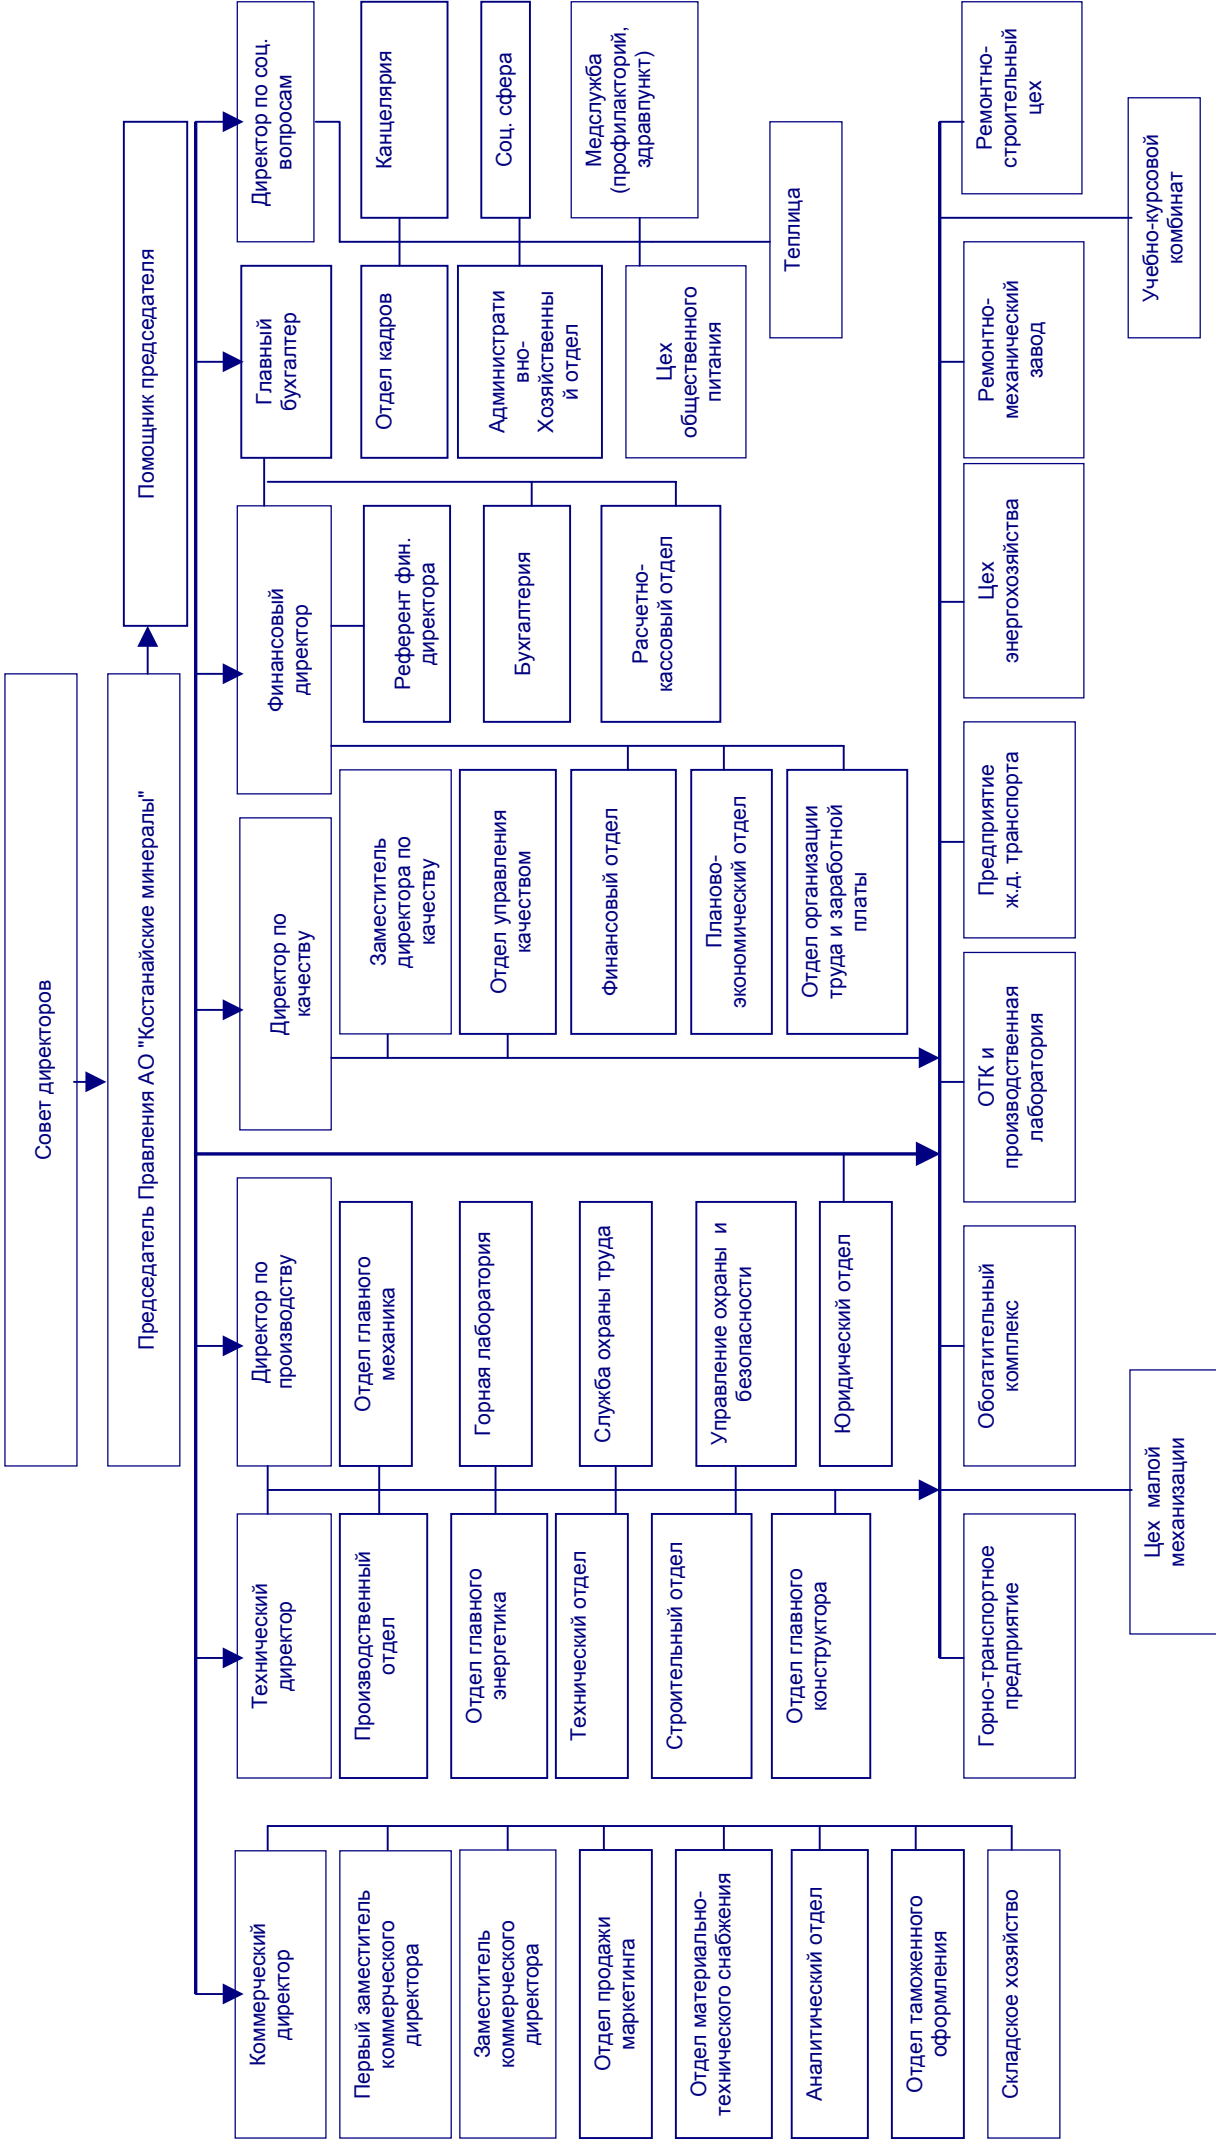 Совет директоров
Председатель Правления АО "Костанайские минералы"
Помощник председателя
Коммерческий
директор
Технический
директор
Директор по
производству
Директор по
качеству
Финансовый
директор
Главный
бухгалтер
Директор по соц.
вопросам
Первый заместитель
коммерческого
директора
Заместитель
коммерческого
директора
Отдел продажи
маркетинга
Отдел материально-
технического снабжения
Аналитический отдел
Отдел таможенного
оформления
Складское хозяйство
Производственный
отдел
Отдел главного
энергетика
Технический отдел
Строительный отдел
Отдел главного
конструктора
Отдел главного
механика
Горная лаборатория
Служба охраны труда
Управление охраны  и
безопасности
Юридический отдел
Заместитель
директора по
качеству
Отдел управления
качеством
Финансовый отдел
Планово-
экономический отдел
Отдел организации
труда и заработной
платы
Референт фин.
директора
Бухгалтерия
Расчетно-
кассовый отдел
Отдел кадров
Администрати
вно-
Хозяйственны
й отдел
Цех
общественного
питания
Канцелярия
Соц. сфера
Медслужба
(профилакторий,
здравпункт)
Теплица
Горно-транспортное
предприятие
Обогатительный
комплекс
ОТК и
производственная
лаборатория
Предприятие
ж.д. транспорта
Цех
энергохозяйства
Ремонтно-
механический
завод
Ремонтно-
строительный
цех
Цех  малой
механизации
Учебно-курсовой
комбинат